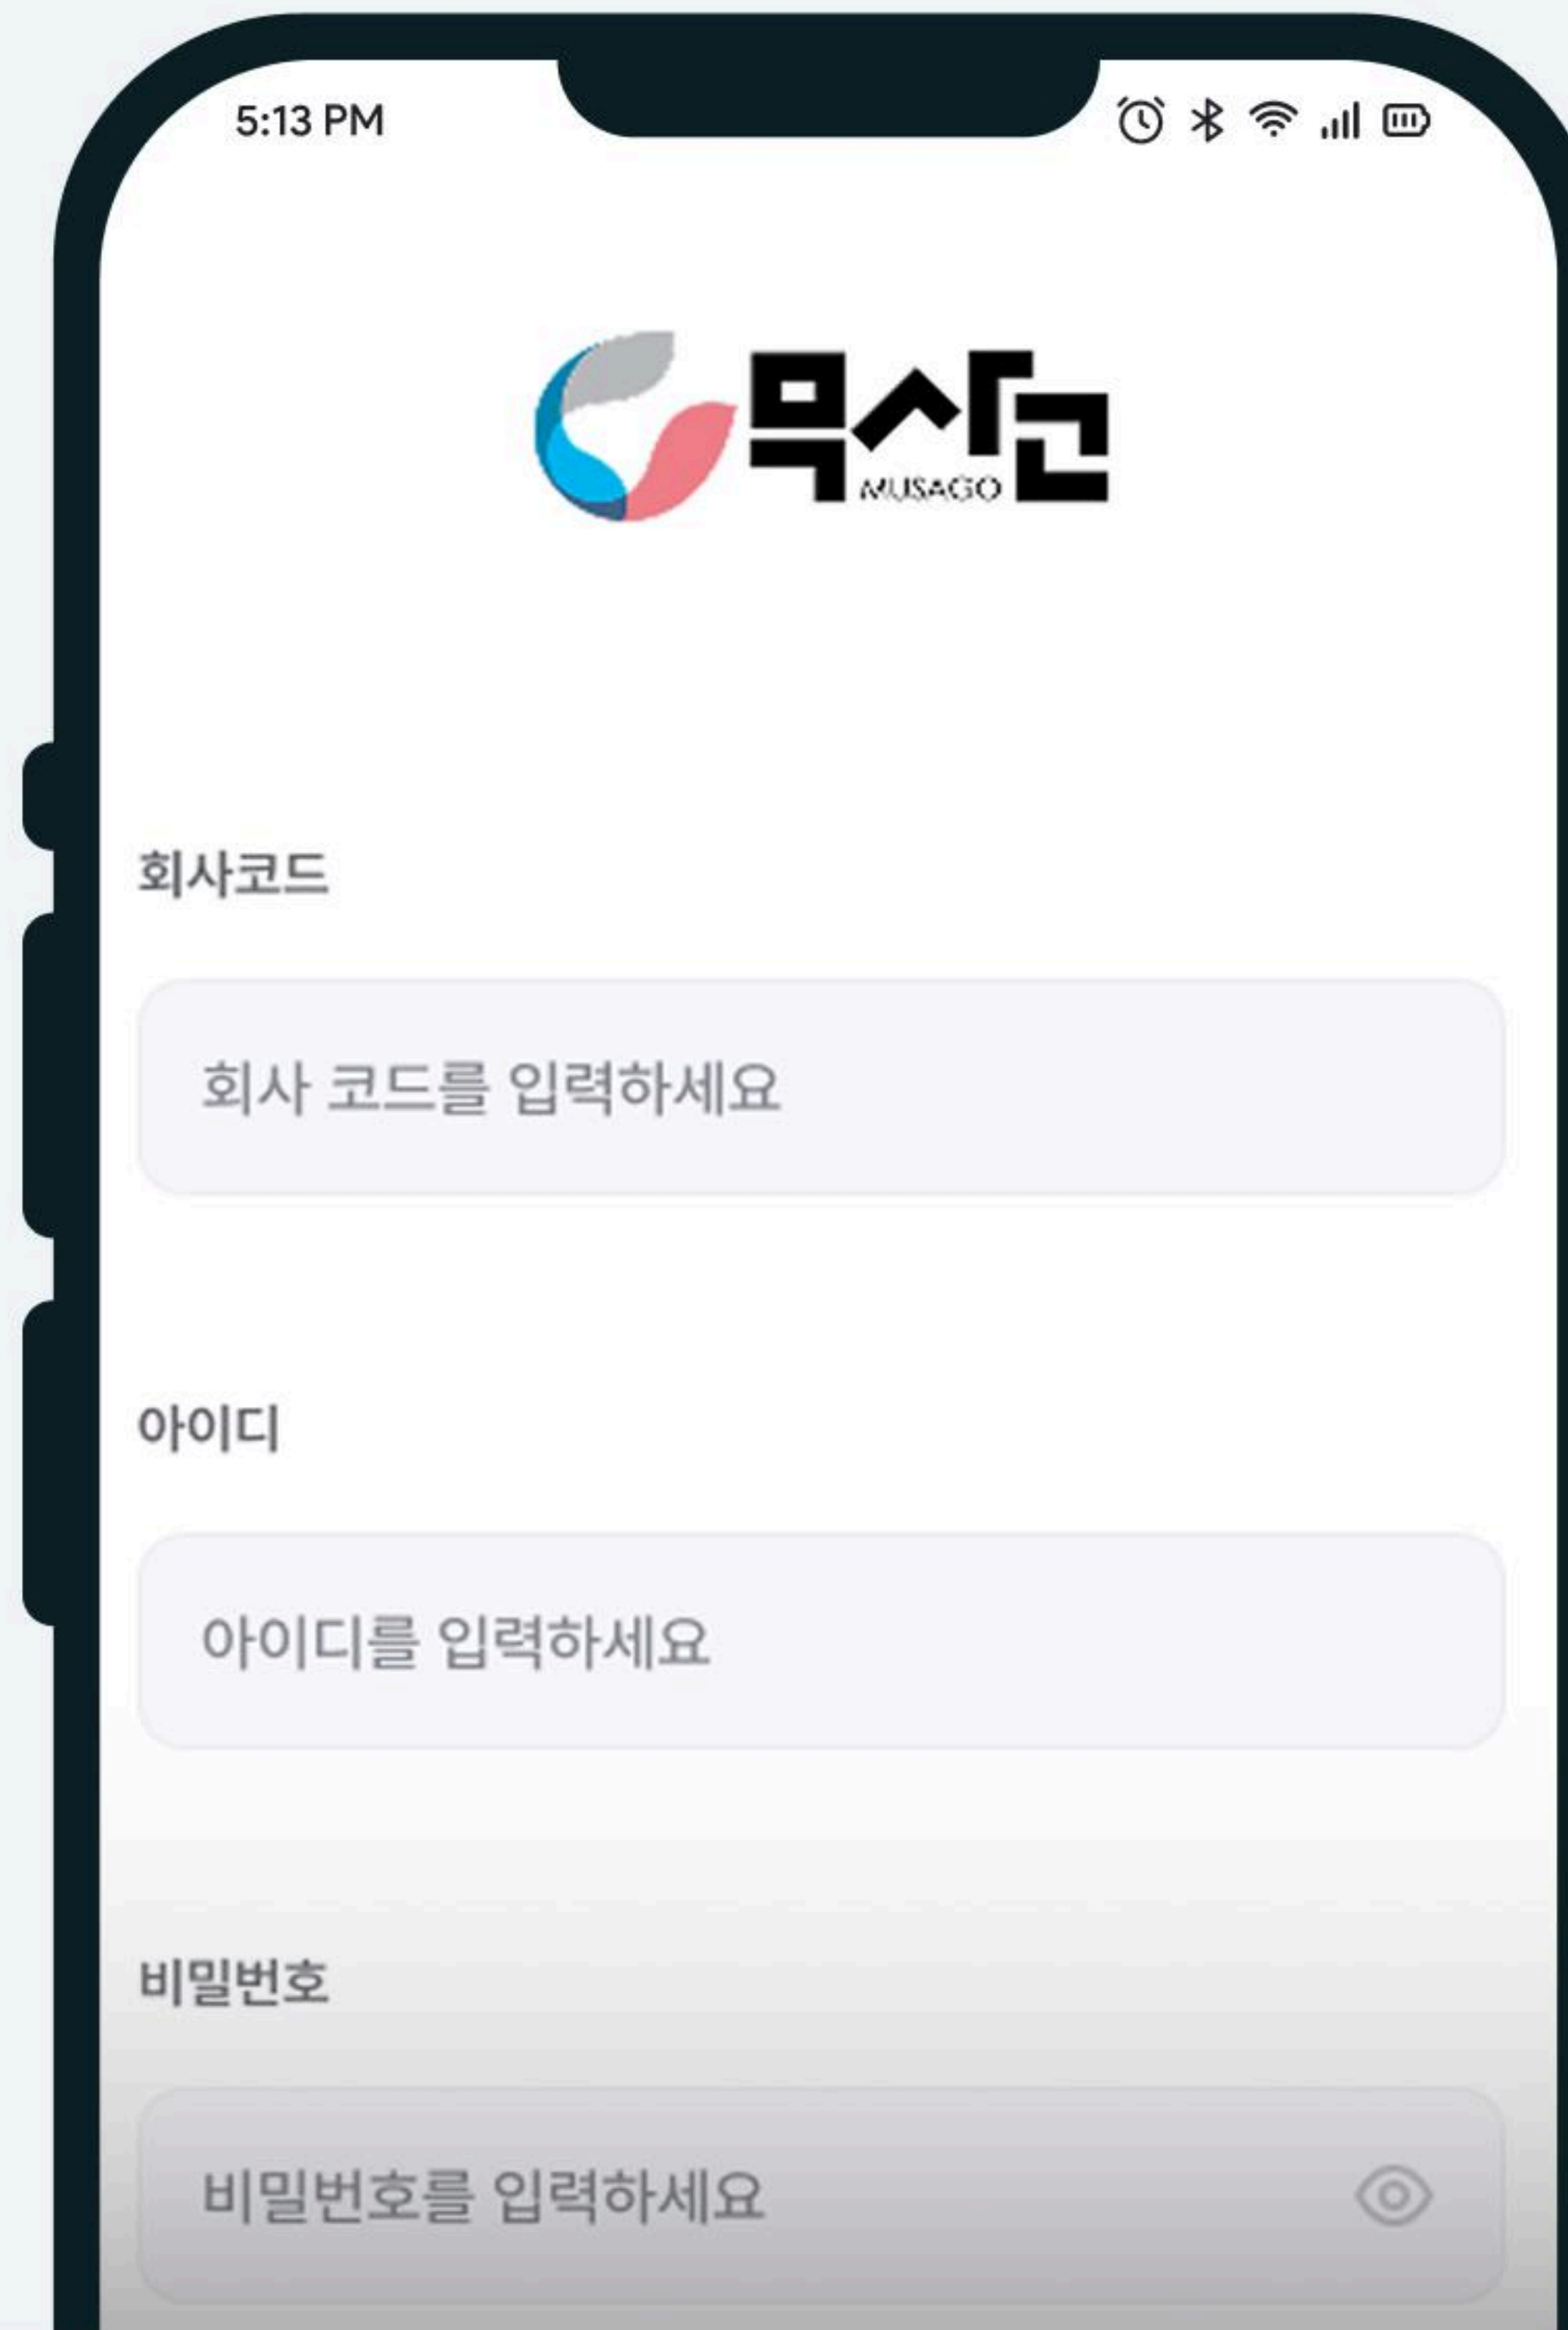 5:13 PM
무사고
MUSAGO
회사코드
회사 코드를 입력하세요
아이디
아이디를 입력하세요
비밀번호
비밀번호를 입력하세요